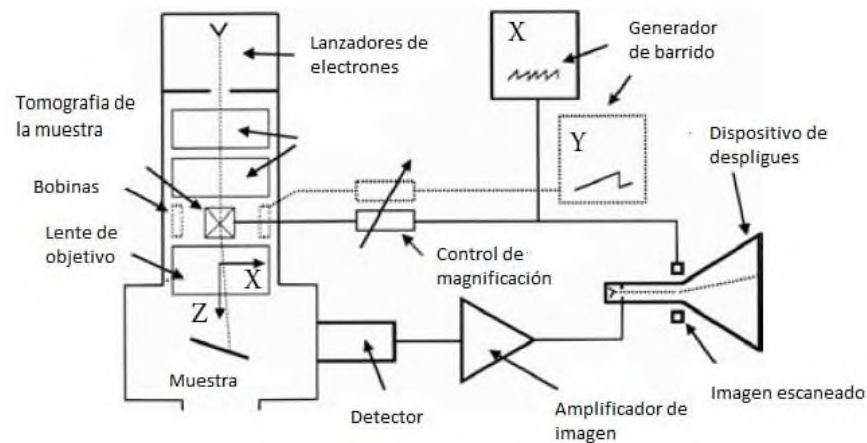 Lanzadores de
electrones
X
Generador
de barrido
Tomografia de
la muestra
Y
Dispositivo de
despligues
Bobinas
Lente de
objetivo
X
Z
Control de
magnificación
Muestra
Detector
Amplificador de
imagen
Imagen escaneado